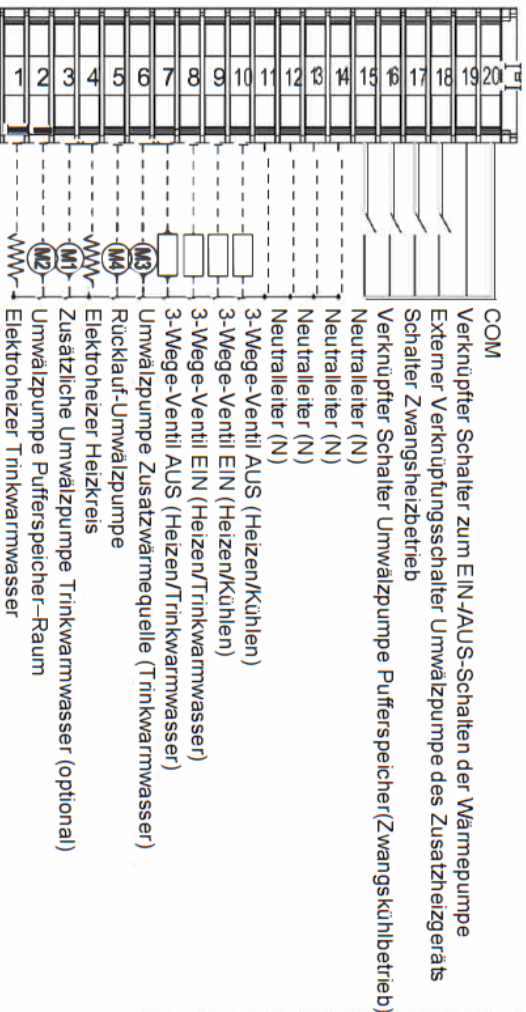 1 2 3 4 5 6 7 8 9 10 11 12 13 14 15 16 17 18 19 20
M2 M1 M4 M3
COM
Verknüpfter Schalter zum EIN-/AUS-Schalten der Wärmepumpe
Externer Verknüpfungsschalter Umwälzpumpe des Zusatzheizgeräts
Schalter Zwangsheizbetrieb
Verknüpfter Schalter Umwälzpumpe Pufferspeicher(Zwangskühlbetrieb)
Neutralleiter (N)
Neutralleiter (N)
Neutralleiter (N)
Neutralleiter (N)
3-Wege-Ventil AUS (Heizen/Kühlen)
3-Wege-Ventil EIN (Heizen/Kühlen)
3-Wege-Ventil EIN (Heizen/Trinkwarmwasser)
3-Wege-Ventil AUS (Heizen/Trinkwarmwasser)
Umwälzpumpe Zusatzwärmequelle (Trinkwarmwasser)
Rücklauf-Umwälzpumpe
Elektroheizer Heizkreis
Zusätzliche Umwälzpumpe Trinkwarmwasser (optional)
Umwälzpumpe Pufferspeicher–Raum
Elektroheizer Trinkwarmwasser